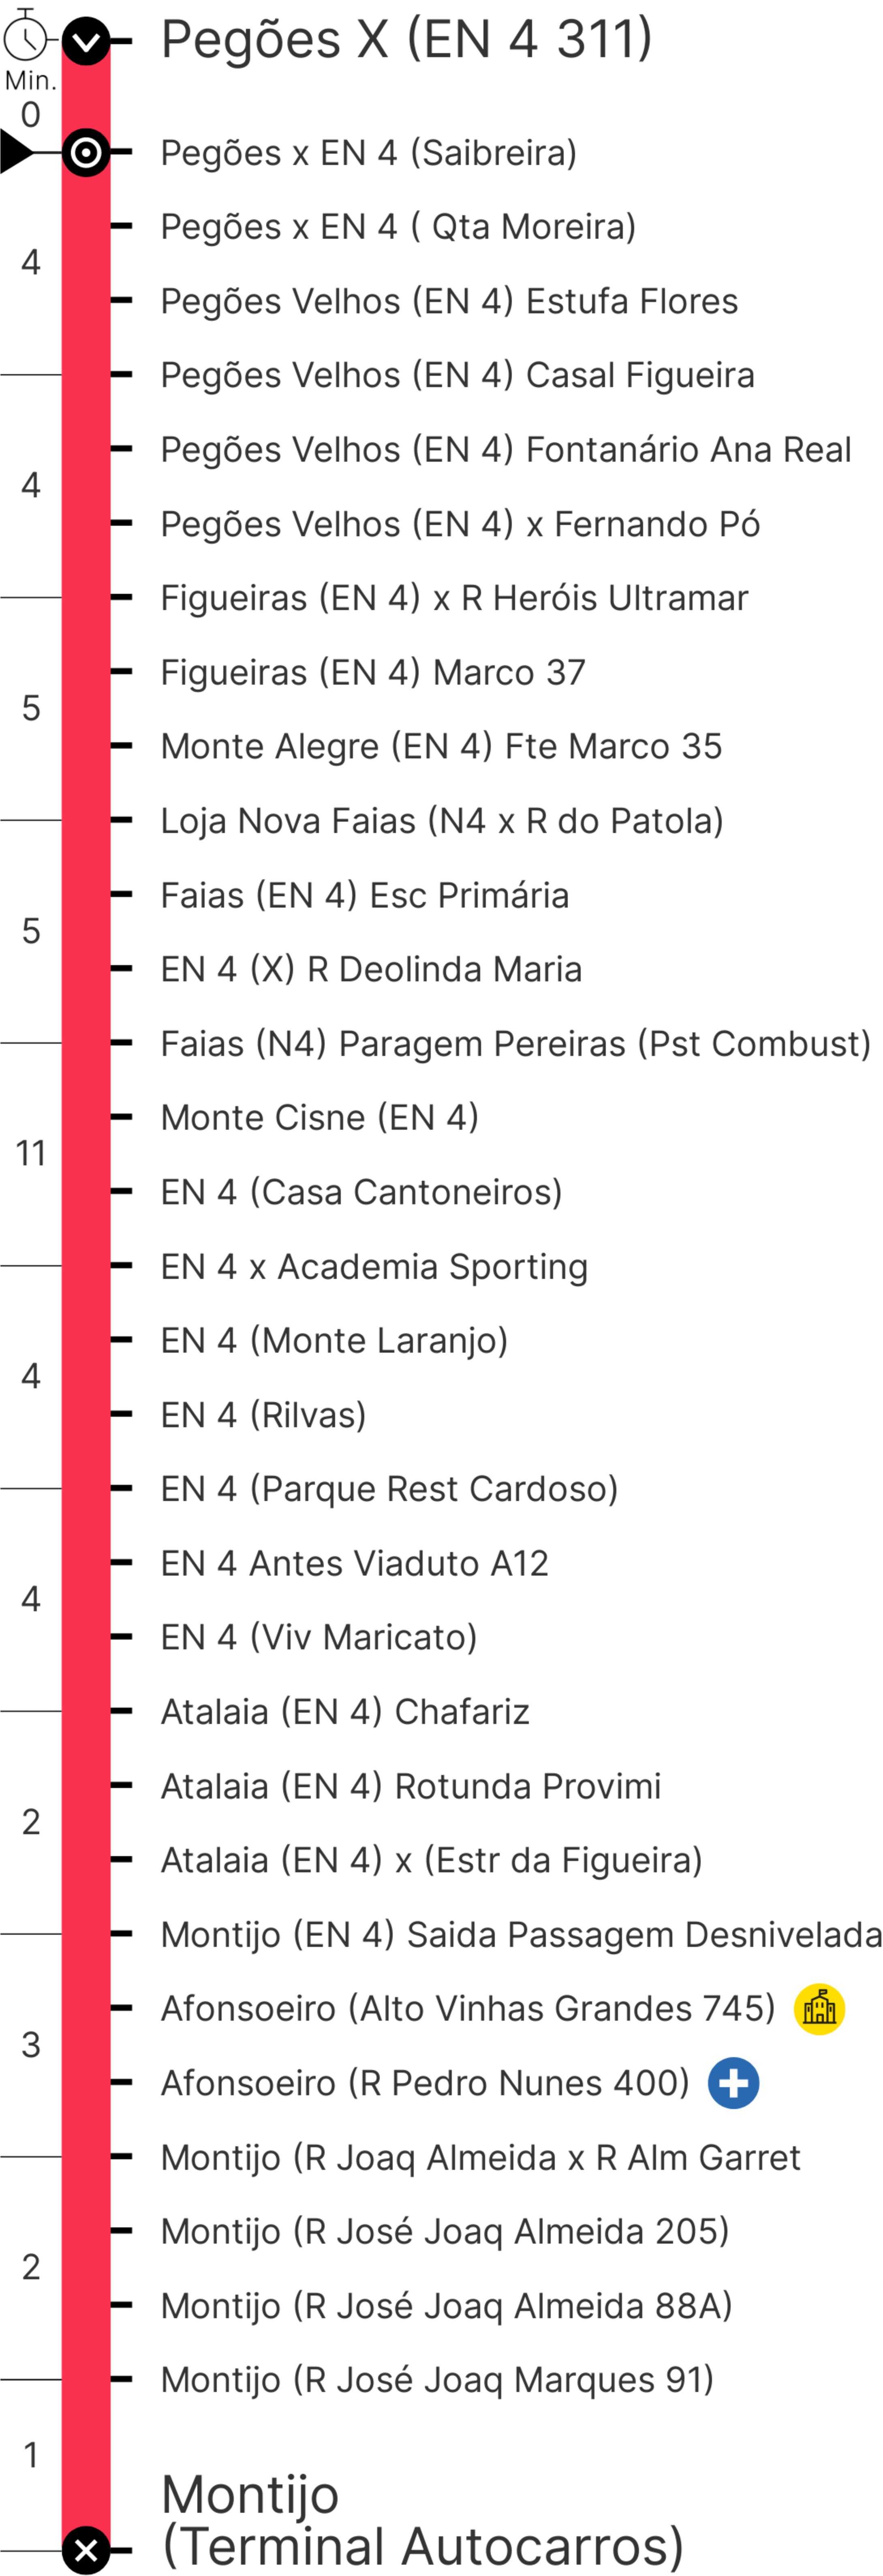 Pegões X (EN 4 311)
Min.
0
Pegões x EN 4 (Saibreira)
Pegões x EN 4 ( Qta Moreira)
4
Pegões Velhos (EN 4) Estufa Flores
Pegões Velhos (EN 4) Casal Figueira
Pegões Velhos (EN 4) Fontanário Ana Real
4
Pegões Velhos (EN 4) x Fernando Pó
Figueiras (EN 4) x R Heróis Ultramar
Figueiras (EN 4) Marco 37
5
Monte Alegre (EN 4) Fte Marco 35
Loja Nova Faias (N4 x R do Patola)
Faias (EN 4) Esc Primária
5
EN 4 (X) R Deolinda Maria
Faias (N4) Paragem Pereiras (Pst Combust)
Monte Cisne (EN 4)
11
EN 4 (Casa Cantoneiros)
EN 4 x Academia Sporting
EN 4 (Monte Laranjo)
4
EN 4 (Rilvas)
EN 4 (Parque Rest Cardoso)
EN 4 Antes Viaduto A12
4
EN 4 (Viv Maricato)
Atalaia (EN 4) Chafariz
Atalaia (EN 4) Rotunda Provimi
2
Atalaia (EN 4) x (Estr da Figueira)
Montijo (EN 4) Saida Passagem Desnivelada
Afonsoeiro (Alto Vinhas Grandes 745)
3
Afonsoeiro (R Pedro Nunes 400)
Montijo (R Joaq Almeida x R Alm Garret
Montijo (R José Joaq Almeida 205)
2
Montijo (R José Joaq Almeida 88A)
Montijo (R José Joaq Marques 91)
1
Montijo
(Terminal Autocarros)